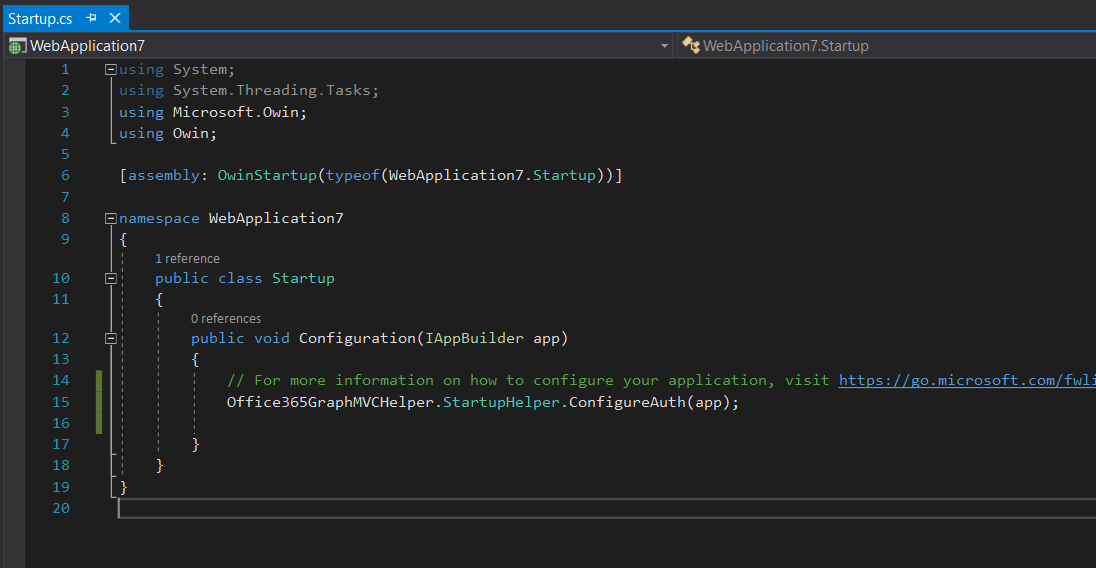 Startup.cs
WebApplication7
WebApplication7.Startup
1 using System;
2 using System.Threading.Tasks;
3 using Microsoft.Owin;
4 using Owin;
5
6 [assembly: OwinStartup(typeof(WebApplication7.Startup))]
7
8 namespace WebApplication7
9 {
1 reference
10 public class Startup
11 {
0 references
12 public void Configuration(IAppBuilder app)
13 {
14 // For more information on how to configure your application, visit https://go.microsoft.com/fwli
15 Office365GraphMVCHelper.StartupHelper.ConfigureAuth(app);
16
17 }
18 }
19 }
20